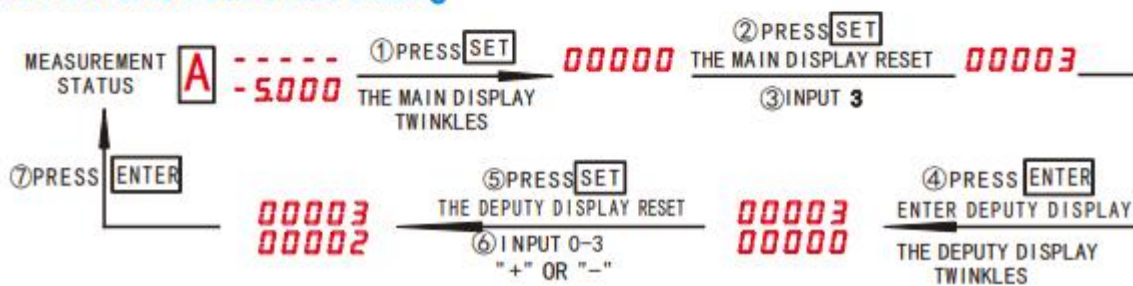 ①PRESS SET
②PRESS SET
MEASUREMENT STATUS
A
-----
-5.000
THE MAIN DISPLAY TWINKLES
00000
THE MAIN DISPLAY RESET
③INPUT 3
00003
④PRESS ENTER
ENTER DEPUTY DISPLAY
THE DEPUTY DISPLAY TWINKLES
00003
00000
⑤PRESS SET
THE DEPUTY DISPLAY RESET
⑥INPUT 0-3
"+" OR "-"
00003
00002
⑦PRESS ENTER